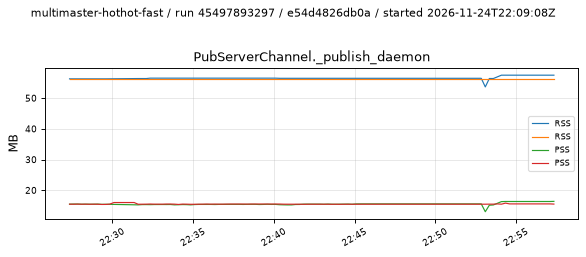 multimaster-hothot-fast / run 45497893297 / e54d4826db0a / started 2026-11-24T22:09:08Z
PubServerChannel._publish_daemon
MB
50
40
30
20
RSS
RSS
PSS
PSS
22:30
22:35
22:40
22:45
22:50
22:55